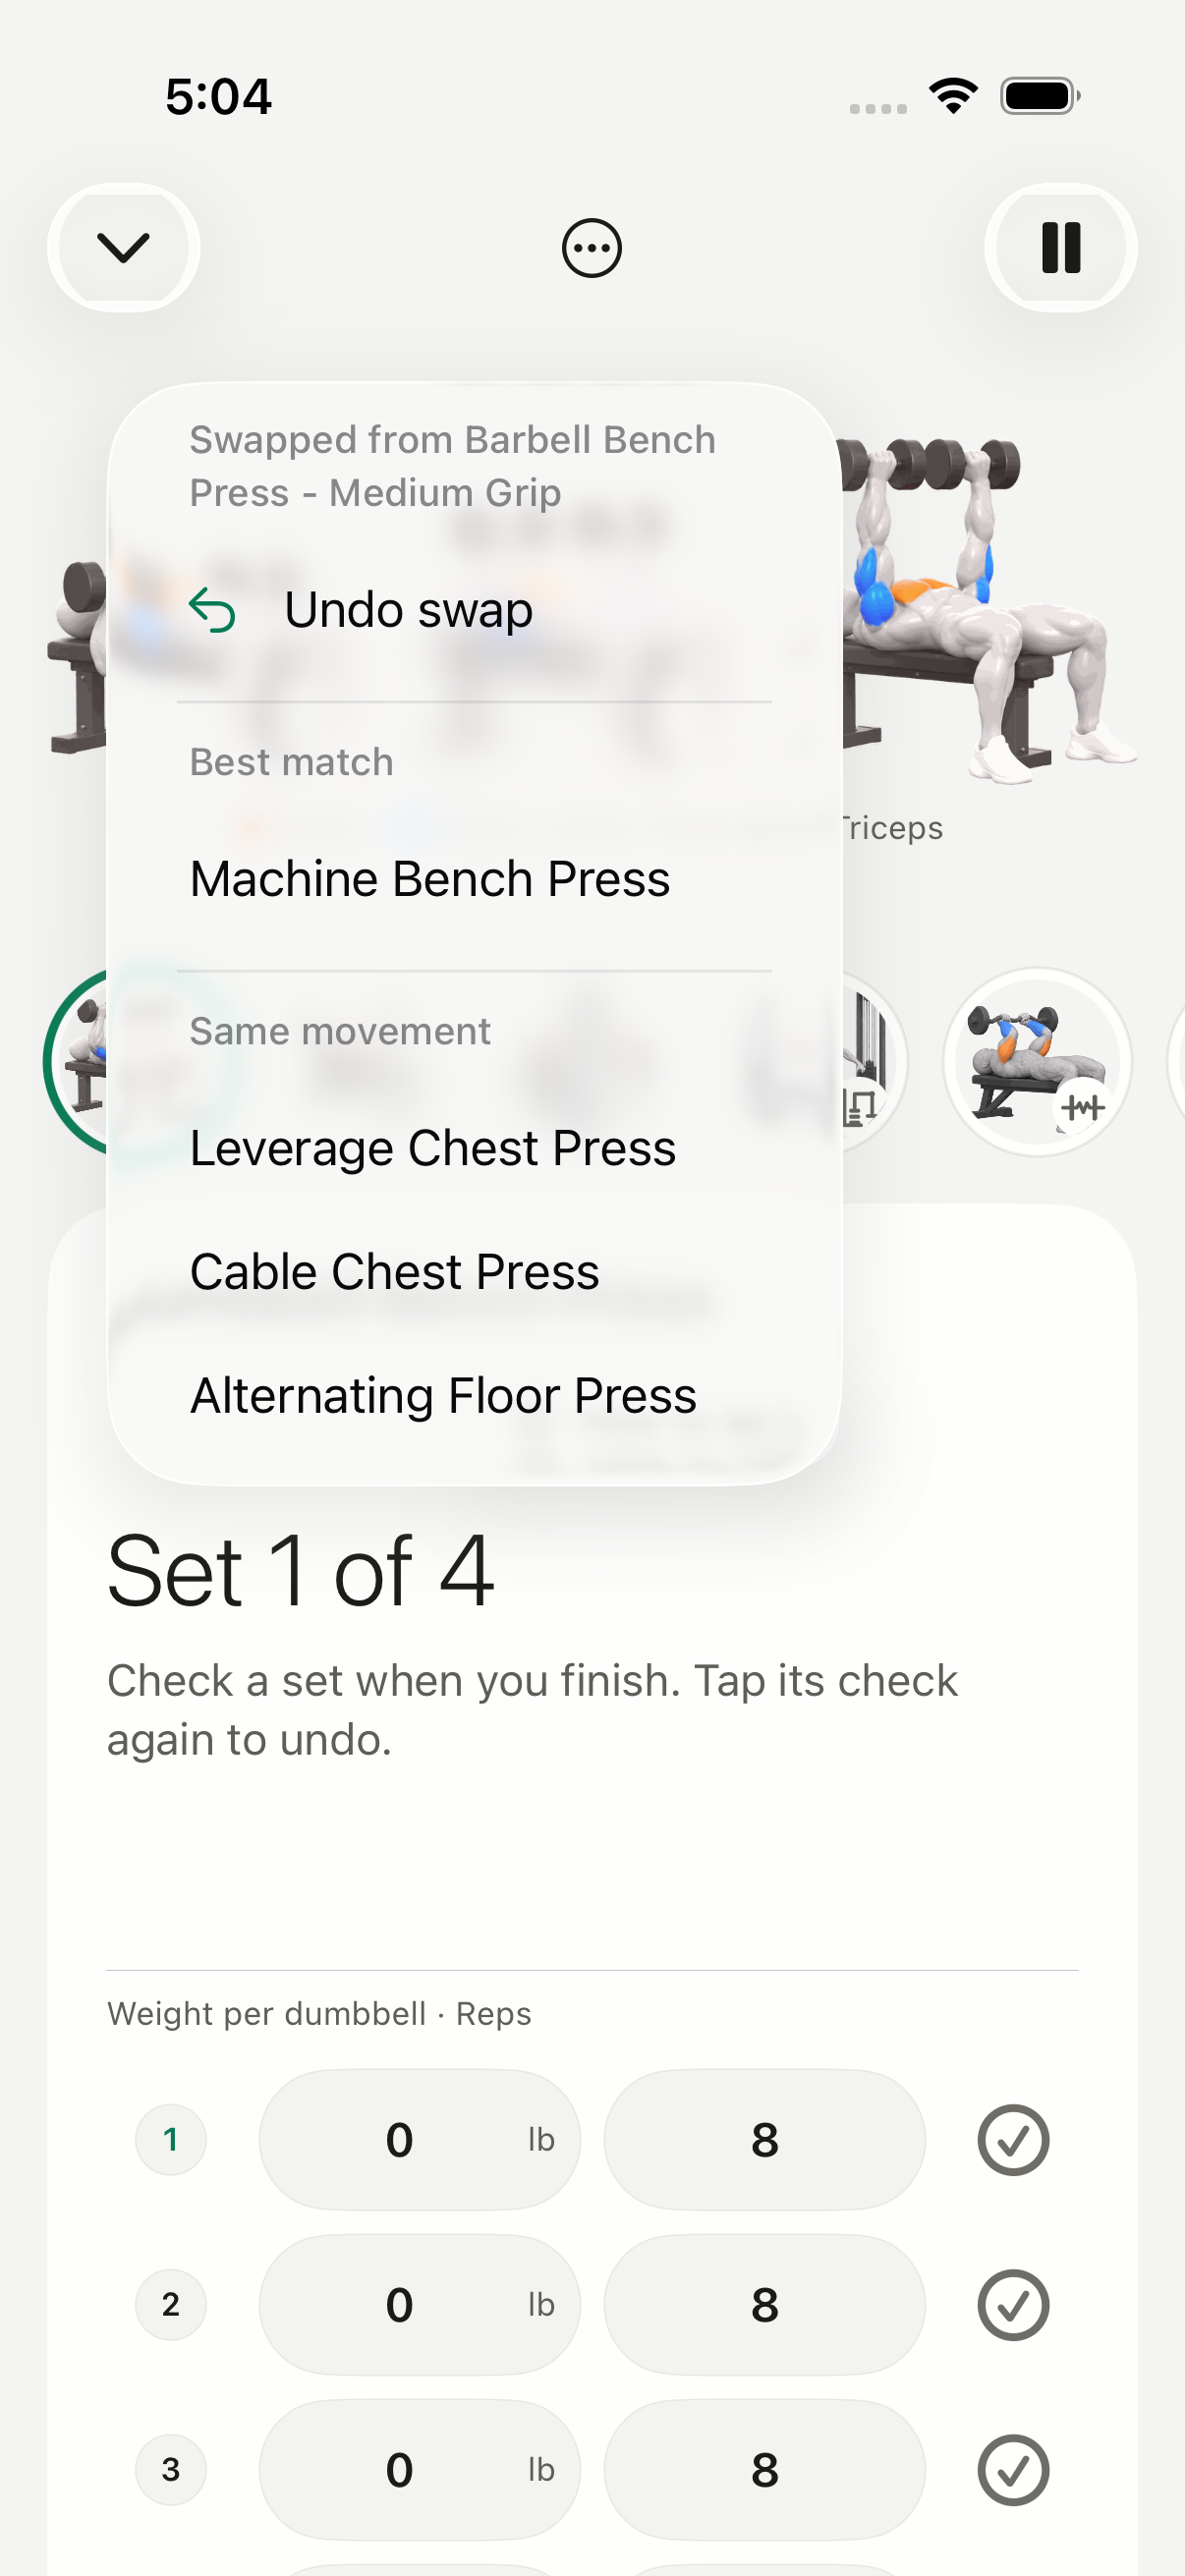 5:04
Swapped from Barbell Bench
Press - Medium Grip
Undo swap
Best match
Machine Bench Press
Triceps
Same movement
Leverage Chest Press
Cable Chest Press
Alternating Floor Press
Set 1 of 4
Check a set when you finish. Tap its check
again to undo.
Weight per dumbbell · Reps
1 0 lb 8
2 0 lb 8
3 0 lb 8